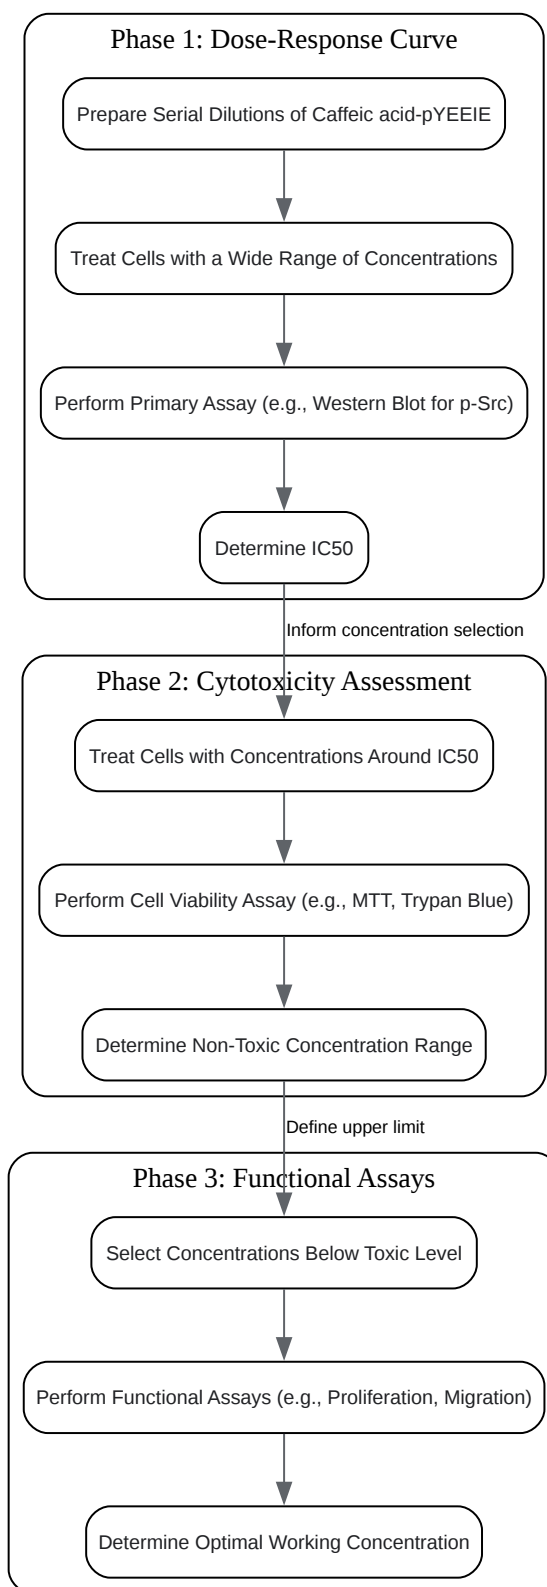 Phase 1: Dose-Response Curve
Prepare Serial Dilutions of Caffeic acid-pYEEIE
Treat Cells with a Wide Range of Concentrations
Perform Primary Assay (e.g., Western Blot for p-Src)
Determine IC50
Inform concentration selection
Phase 2: Cytotoxicity Assessment
Treat Cells with Concentrations Around IC50
Perform Cell Viability Assay (e.g., MTT, Trypan Blue)
Determine Non-Toxic Concentration Range
Define upper limit
Phase 3: Functional Assays
Select Concentrations Below Toxic Level
Perform Functional Assays (e.g., Proliferation, Migration)
Determine Optimal Working Concentration